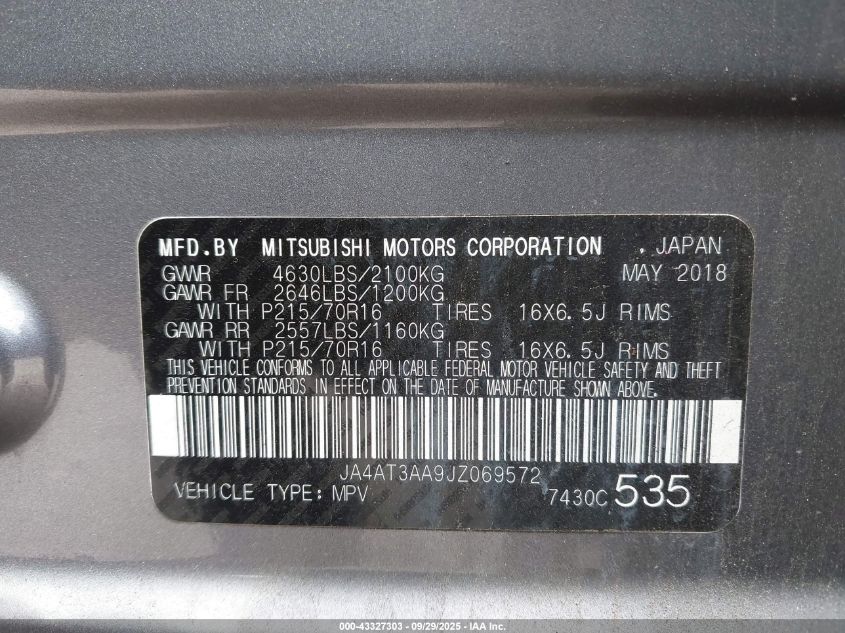 MFD.BY MITSUBISHI MOTORS CORPORATION , JAPAN
GVWR 4630LBS/2100KG MAY 2018
GAWR FR 2646LBS/1200KG
WITH P215/70R16 TIRES 16X6.5J RIMS
GAWR RR 2557LBS/1160KG
WITH P215/70R16 TIRES 16X6.5J RIMS
THIS VEHICLE CONFORMS TO ALL APPLICABLE FEDERAL MOTOR VEHICLE SAFETY AND THEFT
PREVENTION STANDARDS IN EFFECT ON THE DATE OF MANUFACTURE SHOWN ABOVE.
JA4AT3AA9JZ069572
VEHICLE TYPE: MPV 7430C 535
000-43327303 - 09/29/2025 - IAA Inc.